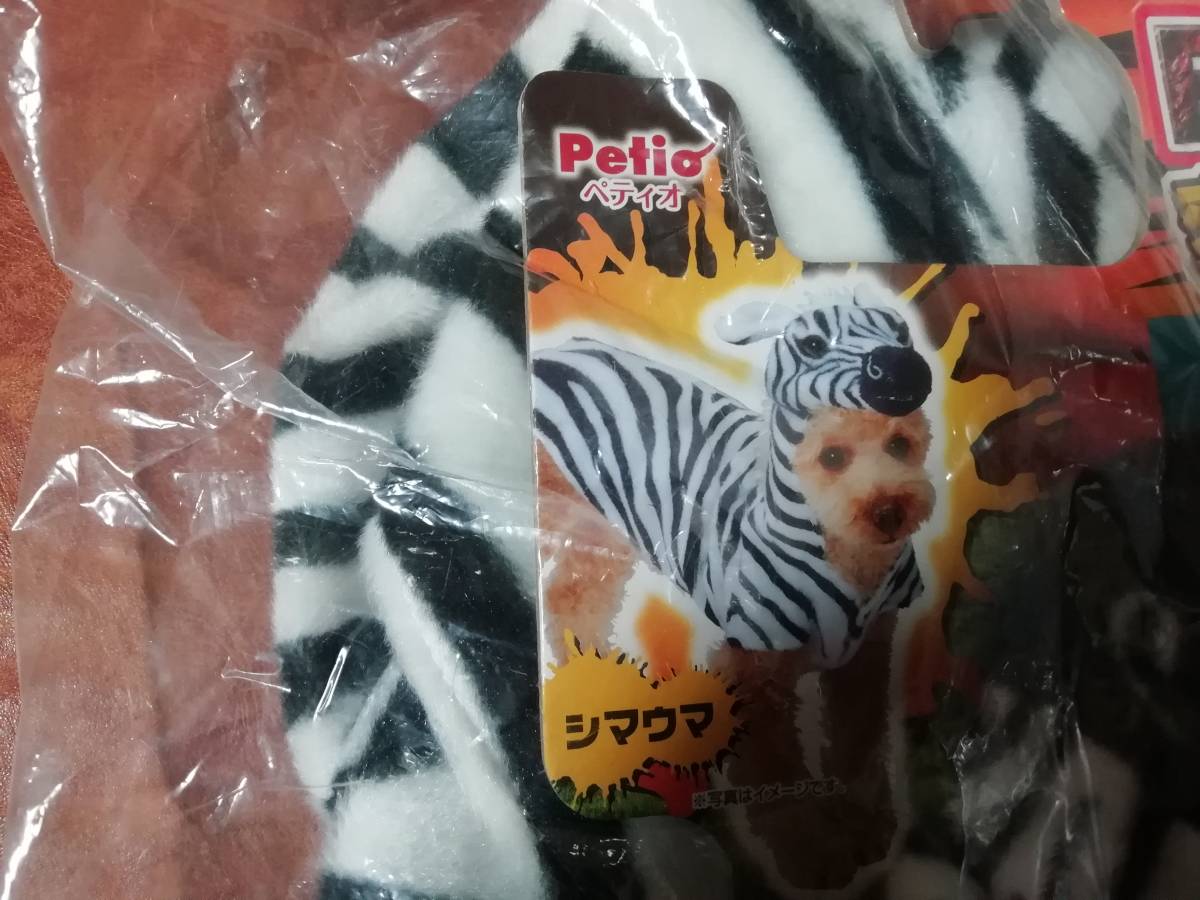 Petio
ペティオ
シマウマ
※写真はイメージです。